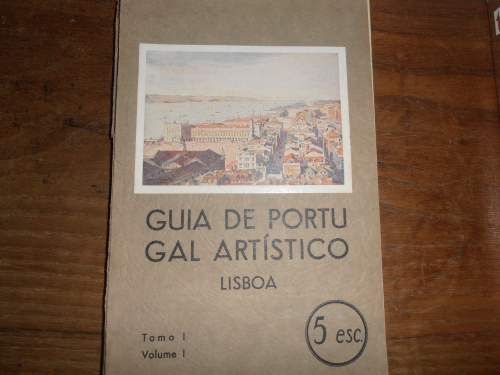 GUIA DE PORTU
GAL ARTÍSTICO
LISBOA
Tomo I
Volume I
5 esc.